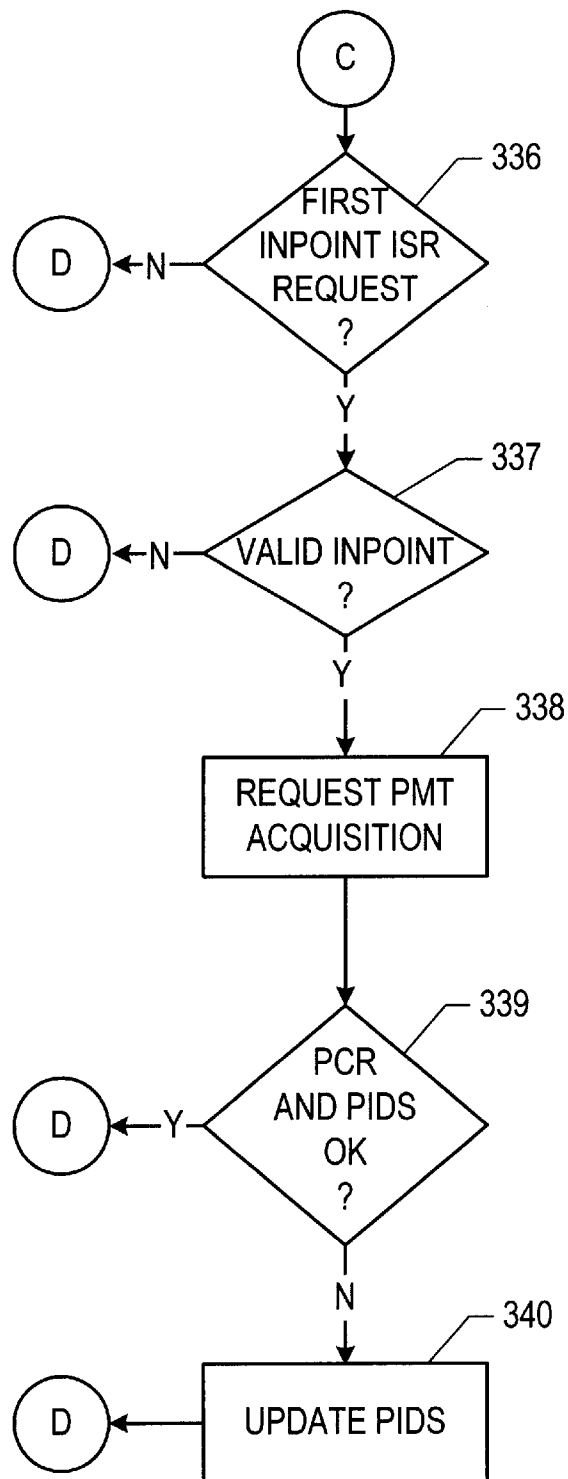 C
336
FIRST
INPOINT ISR
REQUEST
?
D
N
Y
337
VALID INPOINT
?
D
N
Y
338
REQUEST PMT
ACQUISITION
339
PCR
AND PIDS
OK
?
D
Y
N
340
UPDATE PIDS
D